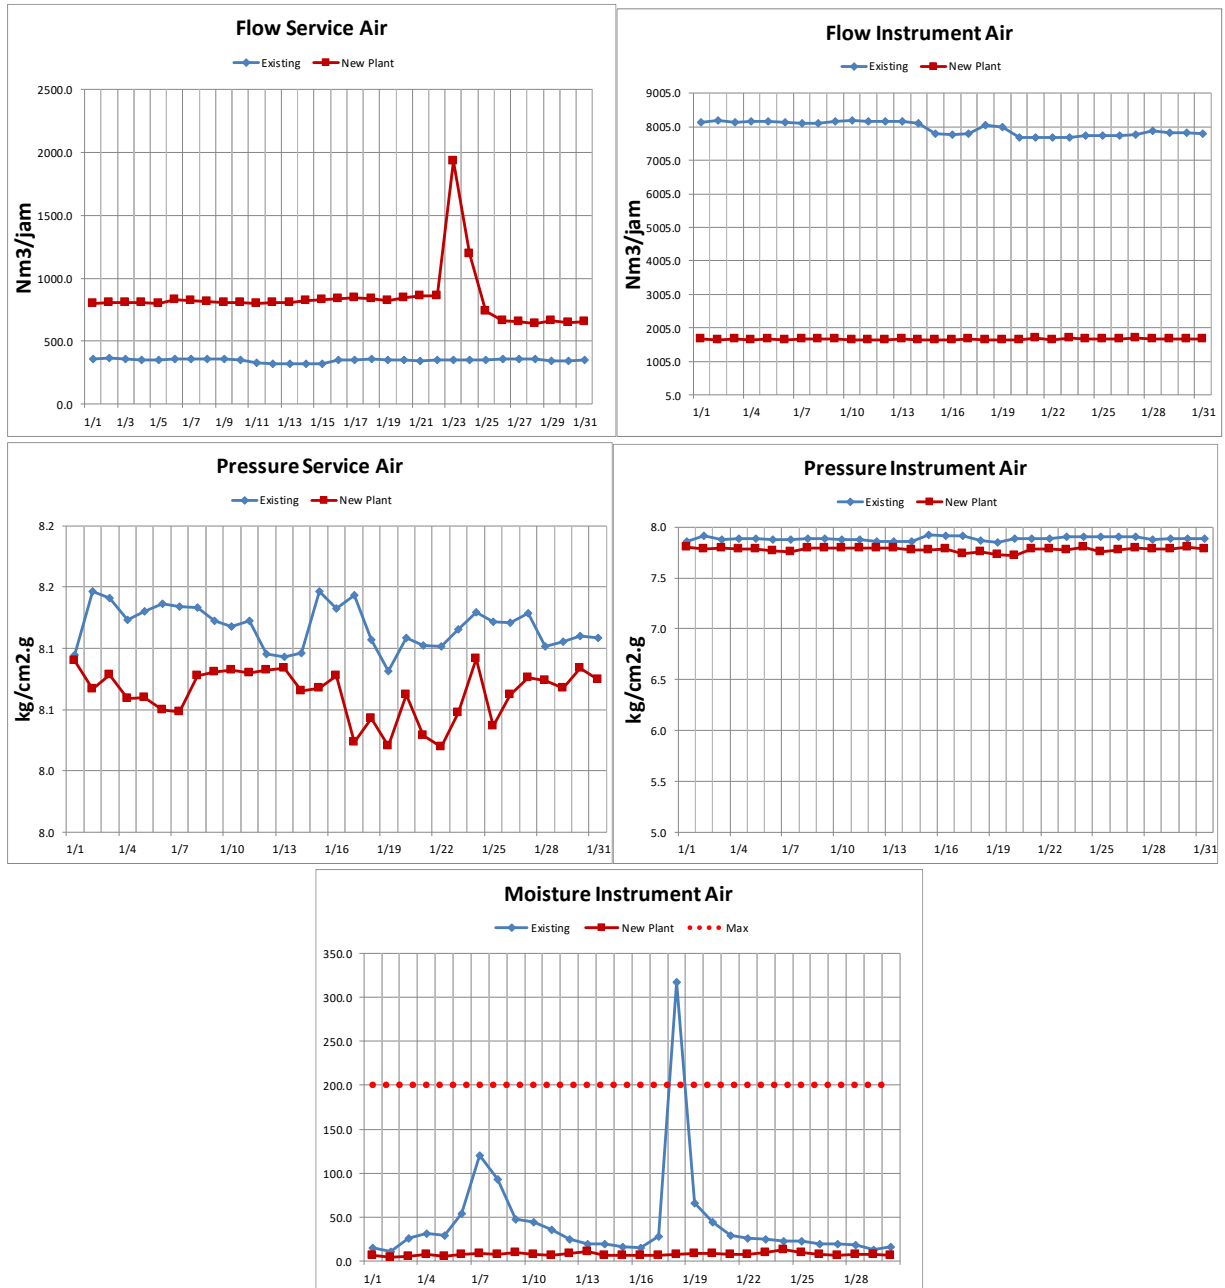 Flow Service Air
Existing New Plant
2500.0
2000.0
1500.0
1000.0
500.0
0.0
Nm3/jam
1/1 1/3 1/5 1/7 1/9 1/11 1/13 1/15 1/17 1/19 1/21 1/23 1/25 1/27 1/29 1/31
Flow Instrument Air
Existing New Plant
9005.0
8005.0
7005.0
6005.0
5005.0
4005.0
3005.0
2005.0
1005.0
5.0
Nm3/jam
1/1 1/4 1/7 1/10 1/13 1/16 1/19 1/22 1/25 1/28 1/31
Pressure Service Air
Existing New Plant
8.2
8.2
8.1
8.1
8.0
8.0
kg/cm2.g
1/1 1/4 1/7 1/10 1/13 1/16 1/19 1/22 1/25 1/28 1/31
Pressure Instrument Air
Existing New Plant
8.0
7.5
7.0
6.5
6.0
5.5
5.0
kg/cm2.g
1/1 1/4 1/7 1/10 1/13 1/16 1/19 1/22 1/25 1/28 1/31
Moisture Instrument Air
Existing New Plant Max
350.0
300.0
250.0
200.0
150.0
100.0
50.0
0.0
1/1 1/4 1/7 1/10 1/13 1/16 1/19 1/22 1/25 1/28